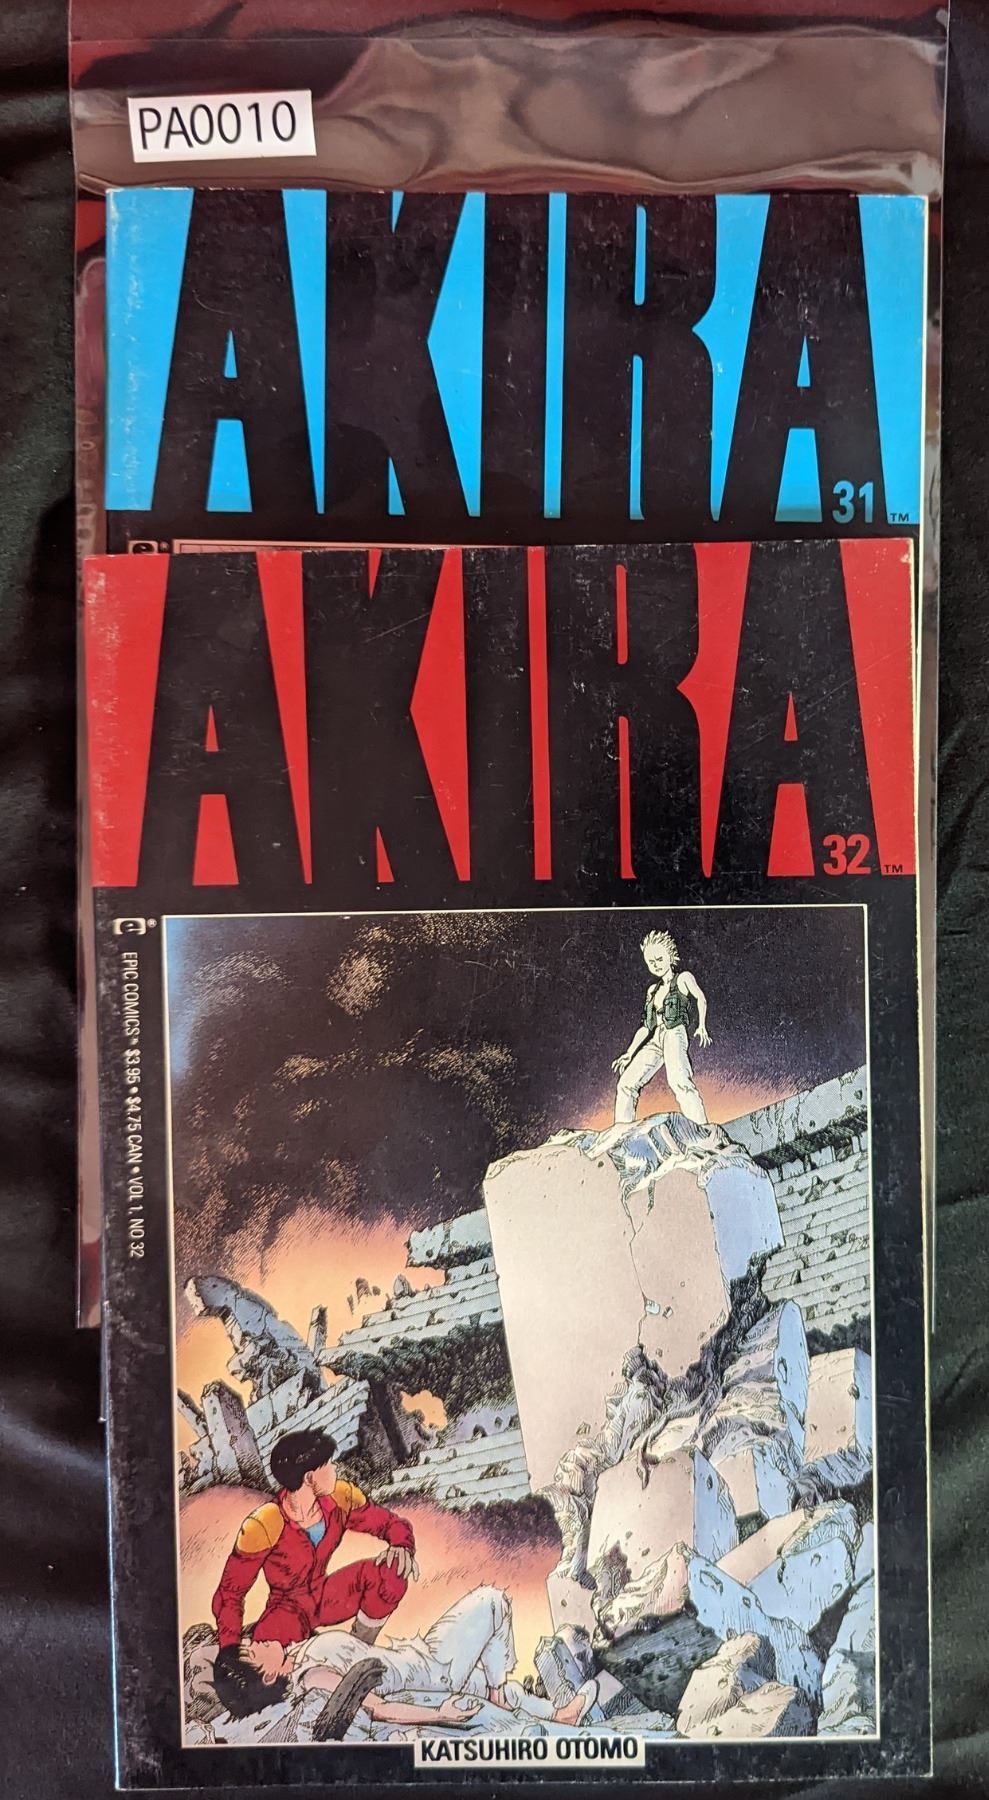 PA0010
AKIRA
31 TM
e ®
AKIRA
32 TM
e ®
EPIC COMICS™ $3.95 • $4.75 CAN • VOL 1, NO 32
KATSUHIRO OTOMO